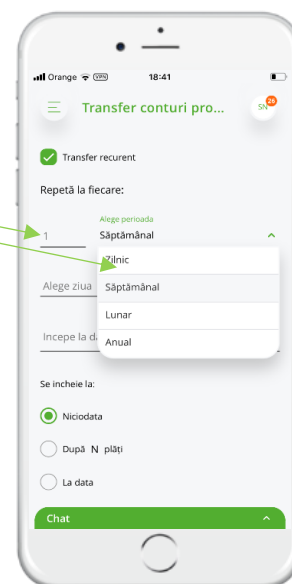 Orange VPN 18:41
Transfer conturi pro...
SN 26
Transfer recurent
Repetă la fiecare:
Alege perioada
1 Săptămânal
Zilnic
Alege ziua
Săptămânal
Lunar
Incepe la d
Anual
Se incheie la:
Niciodata
După N plăți
La data
Chat